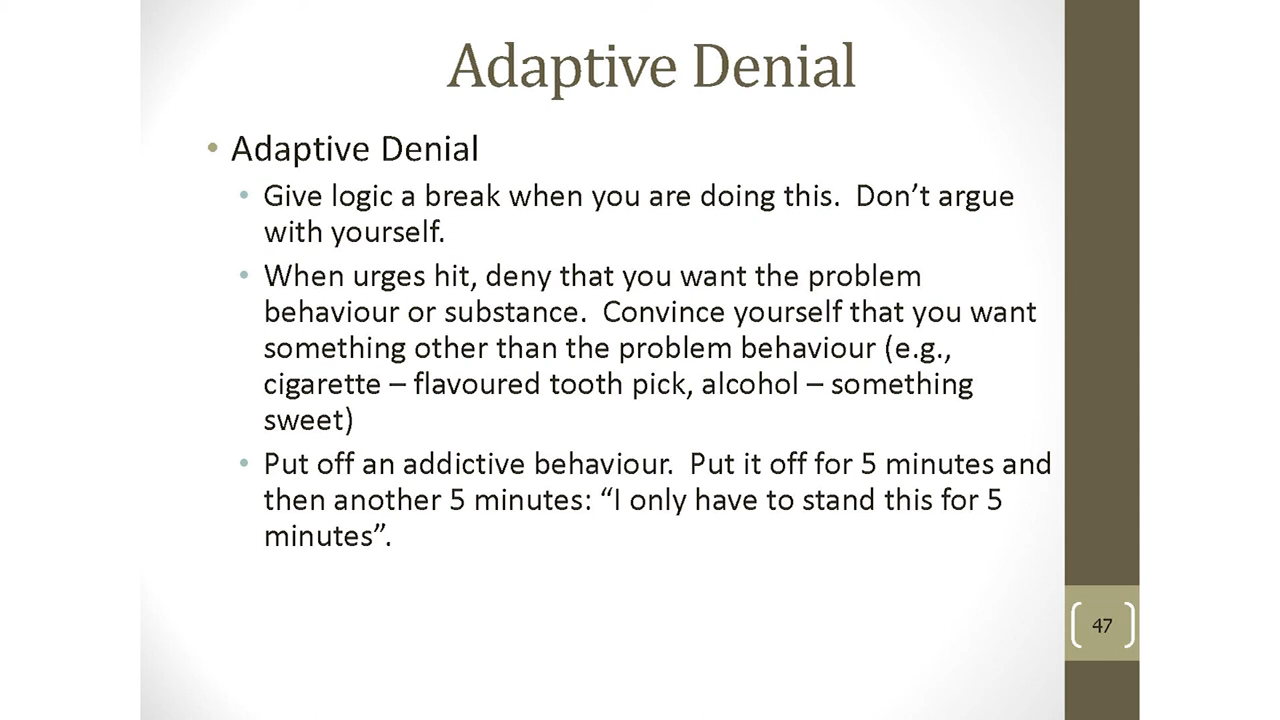 Adaptive Denial
• Adaptive Denial
• Give logic a break when you are doing this.  Don’t argue
with yourself.
• When urges hit, deny that you want the problem
behaviour or substance.  Convince yourself that you want
something other than the problem behaviour (e.g.,
cigarette – flavoured tooth pick, alcohol – something
sweet)
• Put off an addictive behaviour.  Put it off for 5 minutes and
then another 5 minutes: “I only have to stand this for 5
minutes”.
47